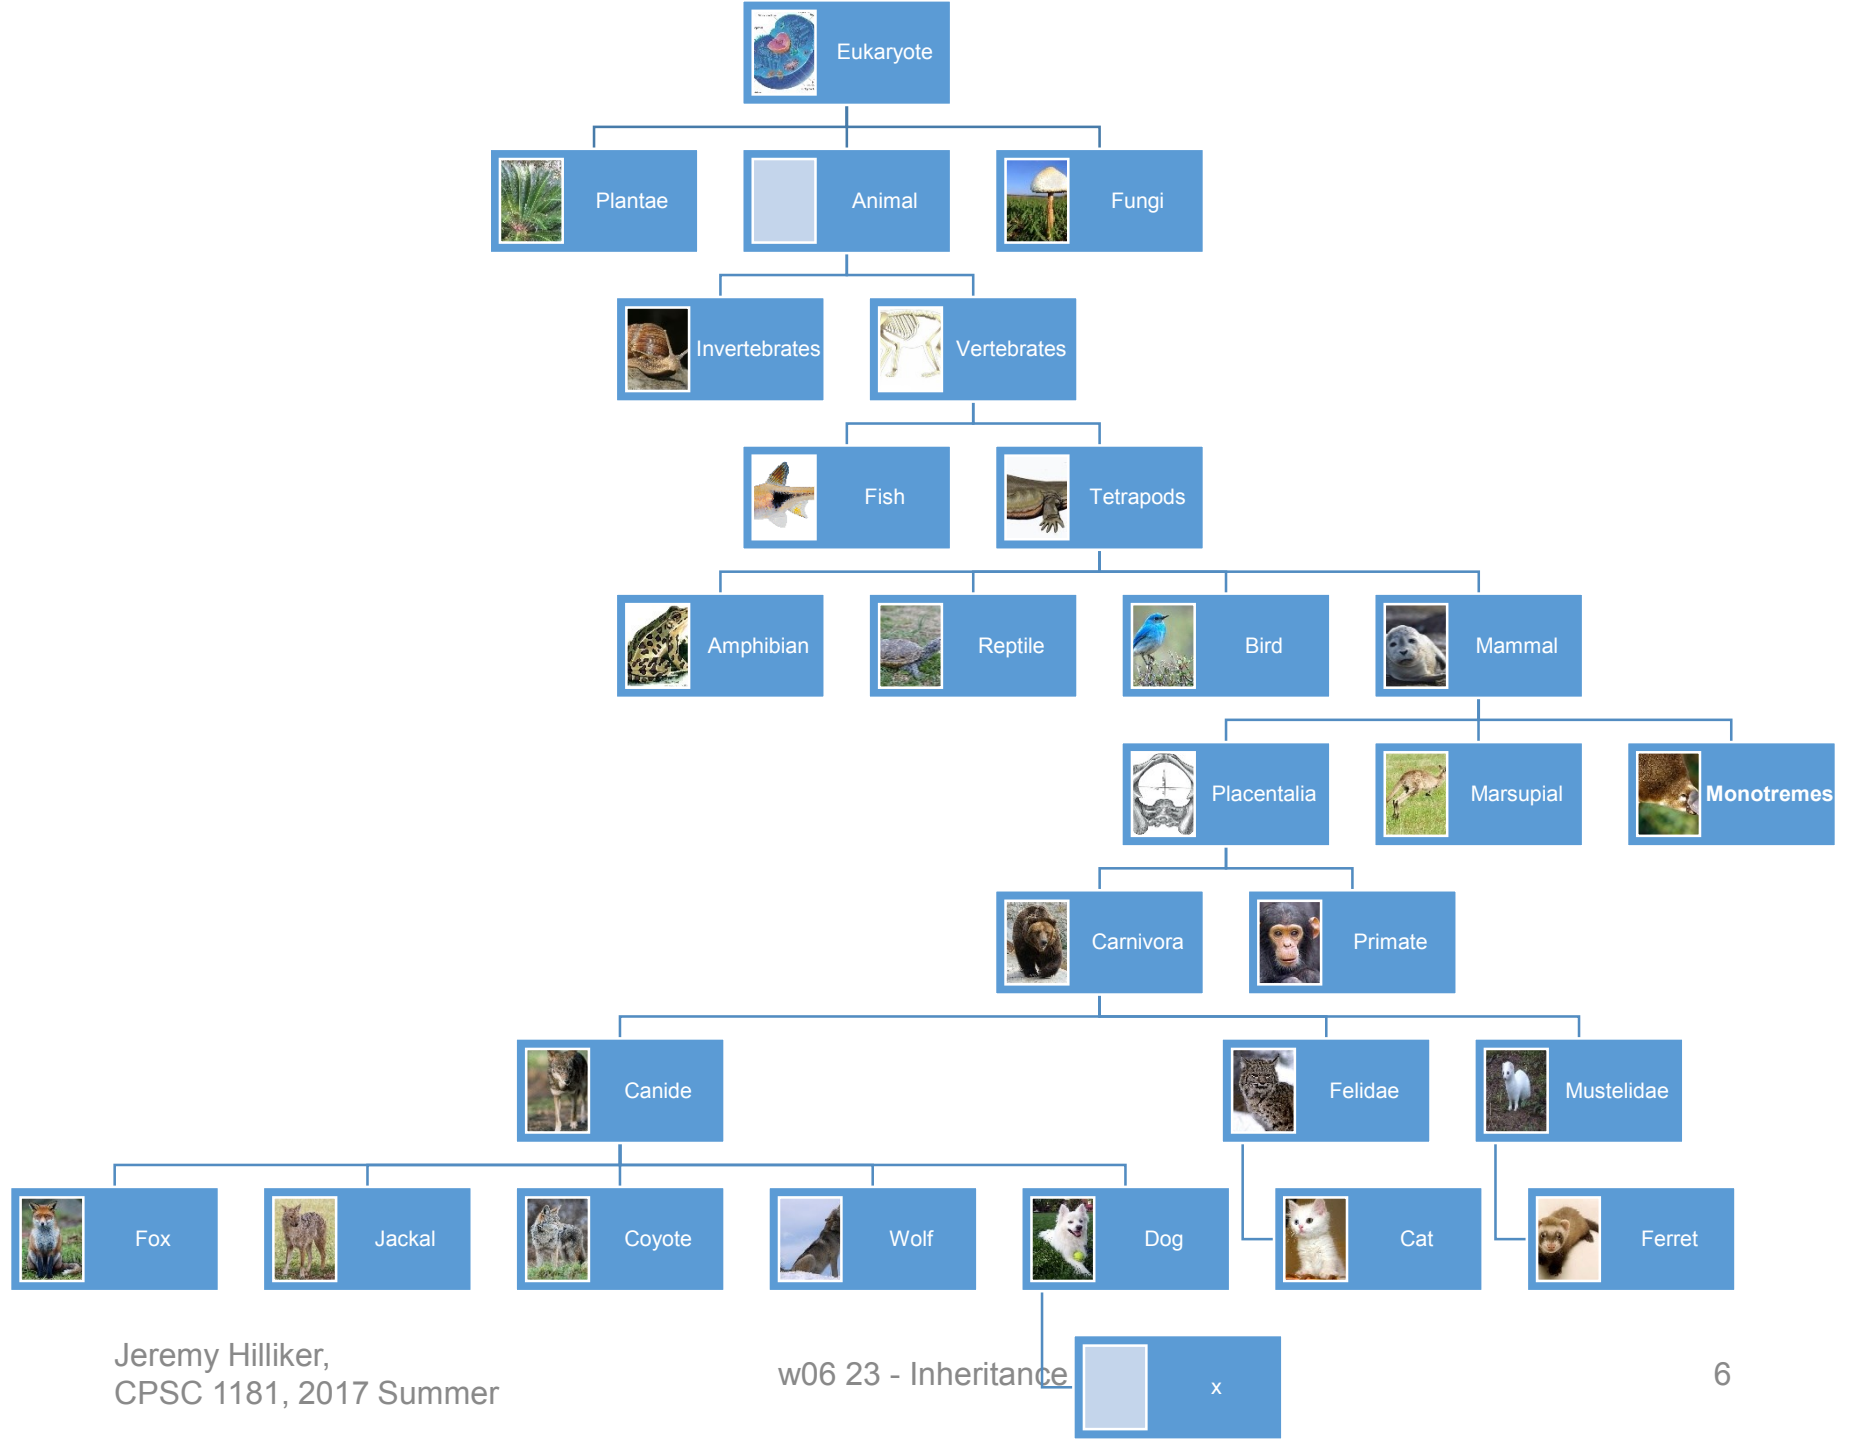 Eukaryote
Plantae
Animal
Fungi
Invertebrates
Vertebrates
Fish
Tetrapods
Amphibian
Reptile
Bird
Mammal
Placentalia
Marsupial
Monotremes
Carnivora
Primate
Canide
Felidae
Mustelidae
Fox
Jackal
Coyote
Wolf
Dog
Cat
Ferret
x
Jeremy Hilliker,
CPSC 1181, 2017 Summer
w06 23 - Inheritance
6